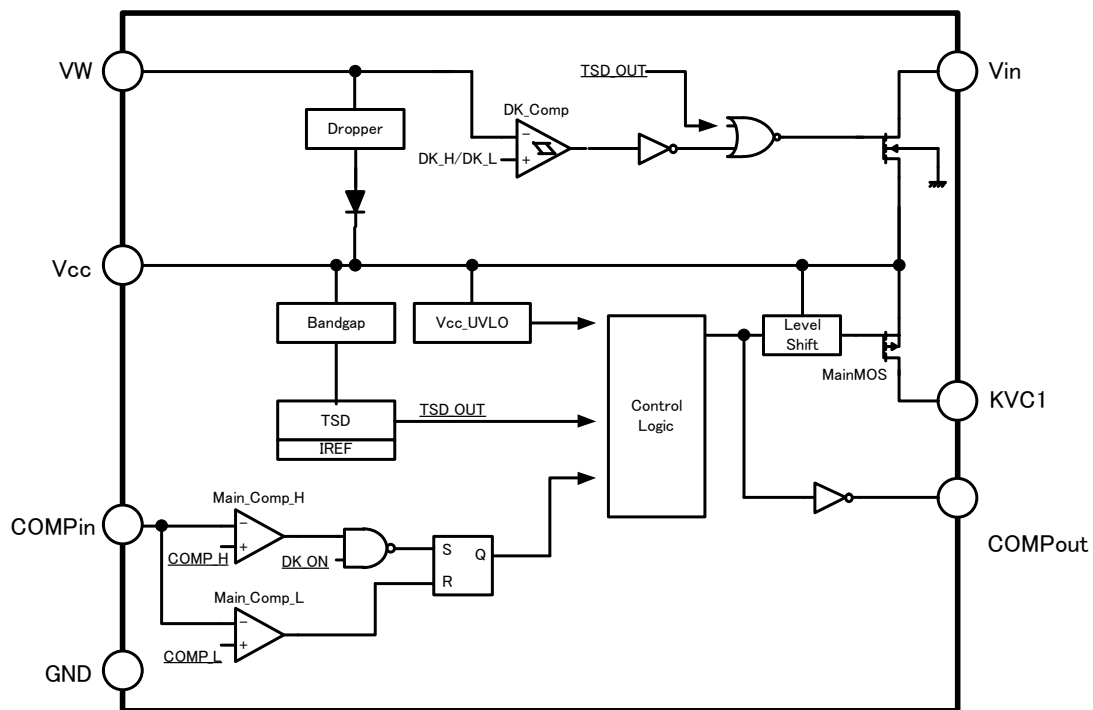 VW
TSD_OUT
Vin
DK_Comp
Dropper
−
DK_H/DK_L
+
Vcc
Bandgap
Vcc_UVLO
Level
Shift
MainMOS
TSD
TSD_OUT
IREF
Control
Logic
KVC1
Main_Comp_H
COMPin
−
+
COMP_H
DK_ON
S
Q
R
COMPout
Main_Comp_L
−
+
COMP_L
GND